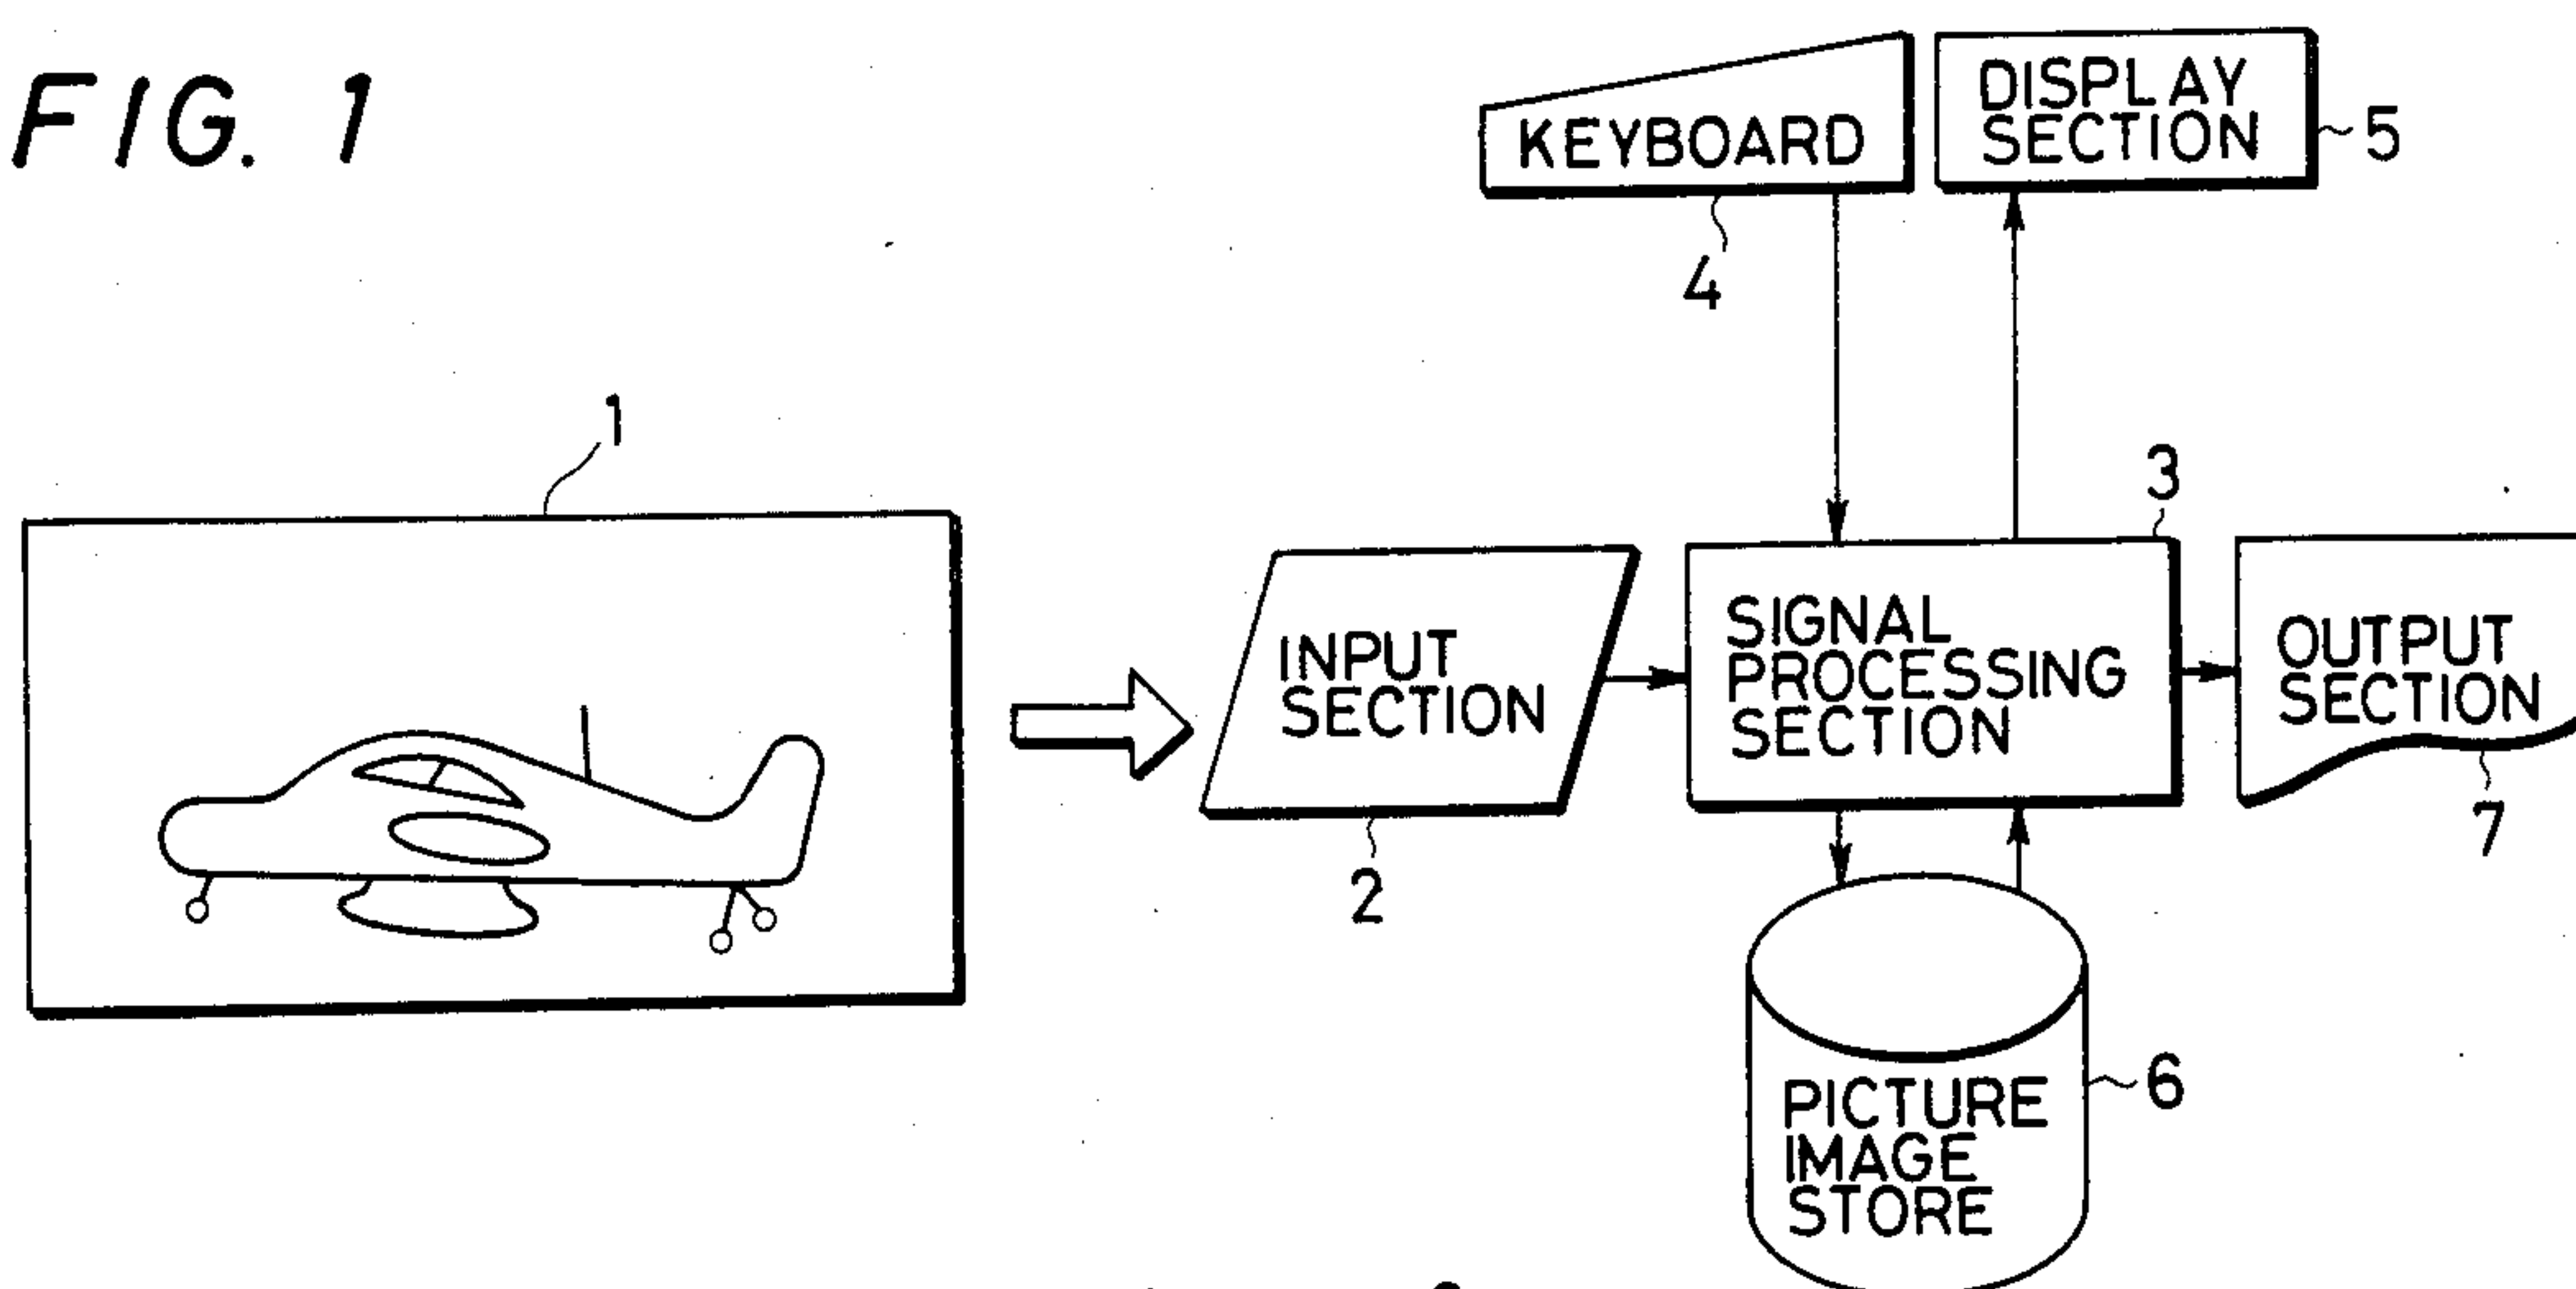 FIG. 1
KEYBOARD
DISPLAY
SECTION
5
4
1
3
INPUT
SECTION
SIGNAL
PROCESSING
SECTION
OUTPUT
SECTION
2
7
PICTURE
IMAGE
STORE
6